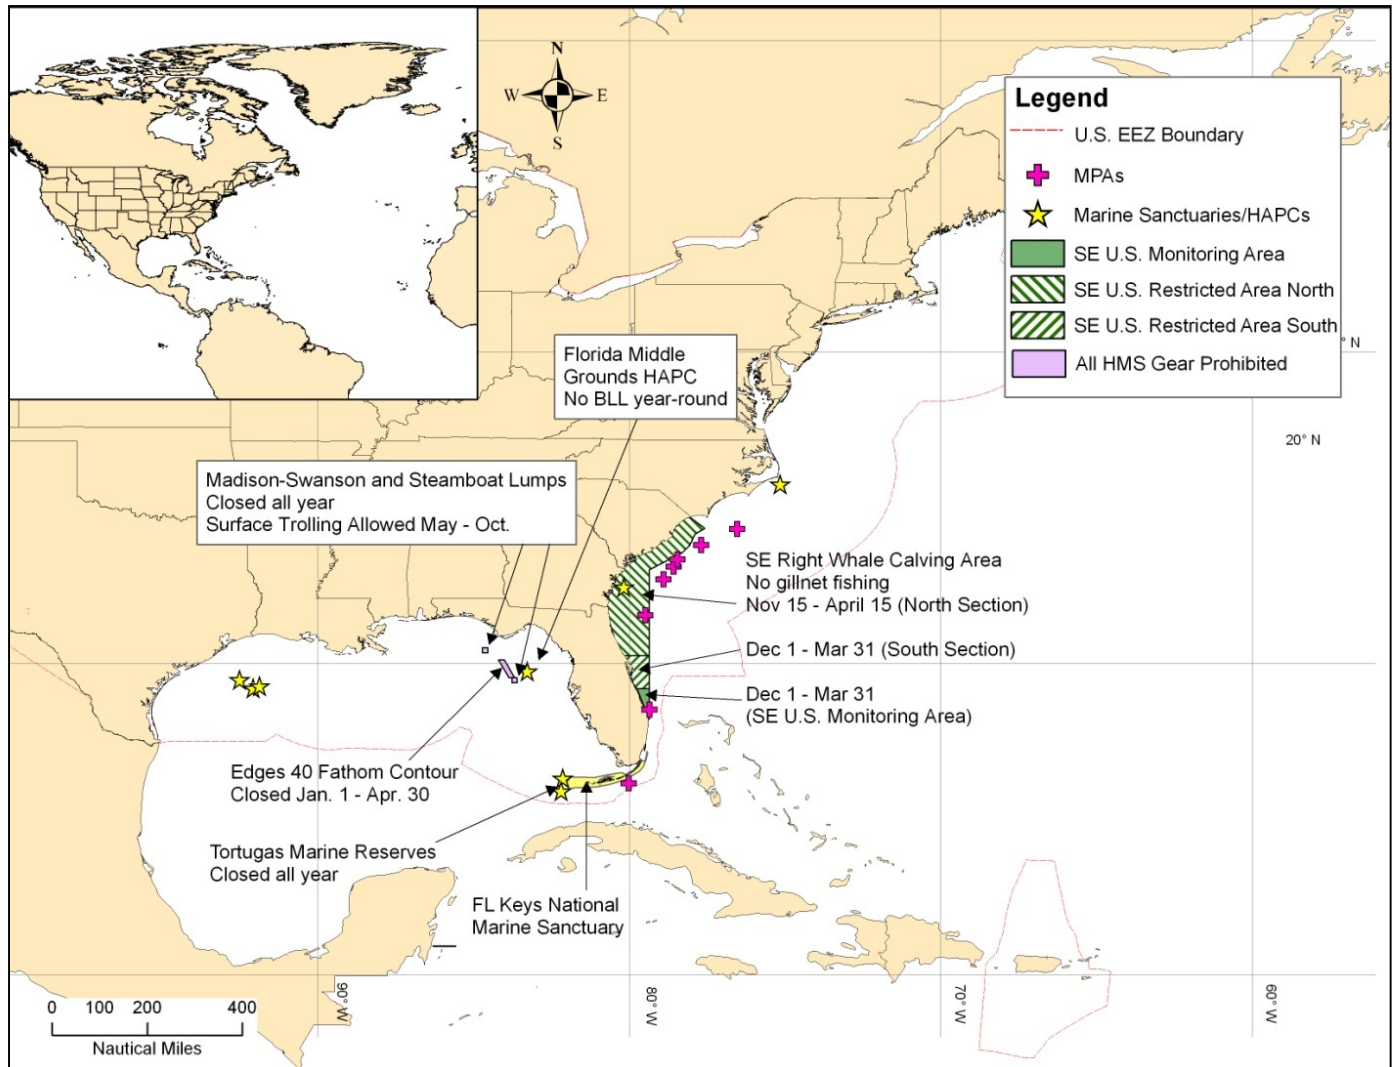 N
W
E
S
Legend
U.S. EEZ Boundary
MPAs
Marine Sanctuaries/HAPCs
SE U.S. Monitoring Area
SE U.S. Restricted Area North
SE U.S. Restricted Area South
All HMS Gear Prohibited
° N
Florida Middle
Grounds HAPC
No BLL year-round
20° N
Madison-Swanson and Steamboat Lumps
Closed all year
Surface Trolling Allowed May - Oct.
SE Right Whale Calving Area
No gillnet fishing
Nov 15 - April 15 (North Section)
Dec 1 - Mar 31 (South Section)
Dec 1 - Mar 31
(SE U.S. Monitoring Area)
Edges 40 Fathom Contour
Closed Jan. 1 - Apr. 30
Tortugas Marine Reserves
Closed all year
FL Keys National
Marine Sanctuary
90° W
80° W
70° W
60° W
0 100 200 400
Nautical Miles